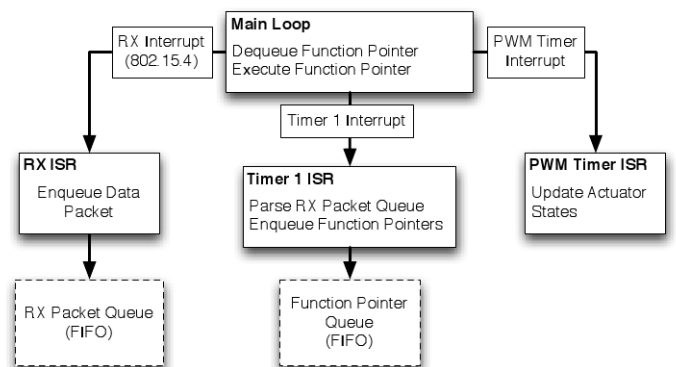 Main Loop
Dequeue Function Pointer
Execute Function Pointer
RX Interrupt
(802.15.4)
PWM Timer
Interrupt
Timer 1 Interrupt
RX ISR
Enqueue Data
Packet
Timer 1 ISR
Parse RX Packet Queue
Enqueue Function Pointers
PWM Timer ISR
Update Actuator
States
RX Packet Queue
(FIFO)
Function Pointer
Queue
(FIFO)